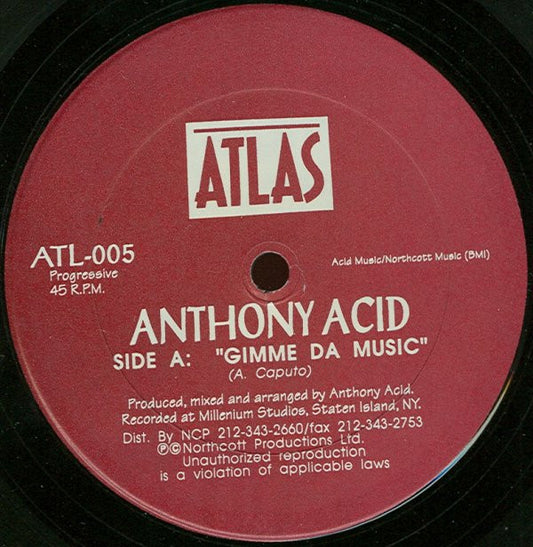 ATLAS
ATL-005
Progressive
45 R.P.M.
Acid Music/Northcott Music (BMI)
ANTHONY ACID
SIDE A: "GIMME DA MUSIC"
(A. Caputo)
Produced, mixed and arranged by Anthony Acid.
Recorded at Millenium Studios, Staten Island, NY.
Dist. By NCP 212-343-2660/fax 212-343-2753
℗©Northcott Productions Ltd.
Unauthorized reproduction
is a violation of applicable laws